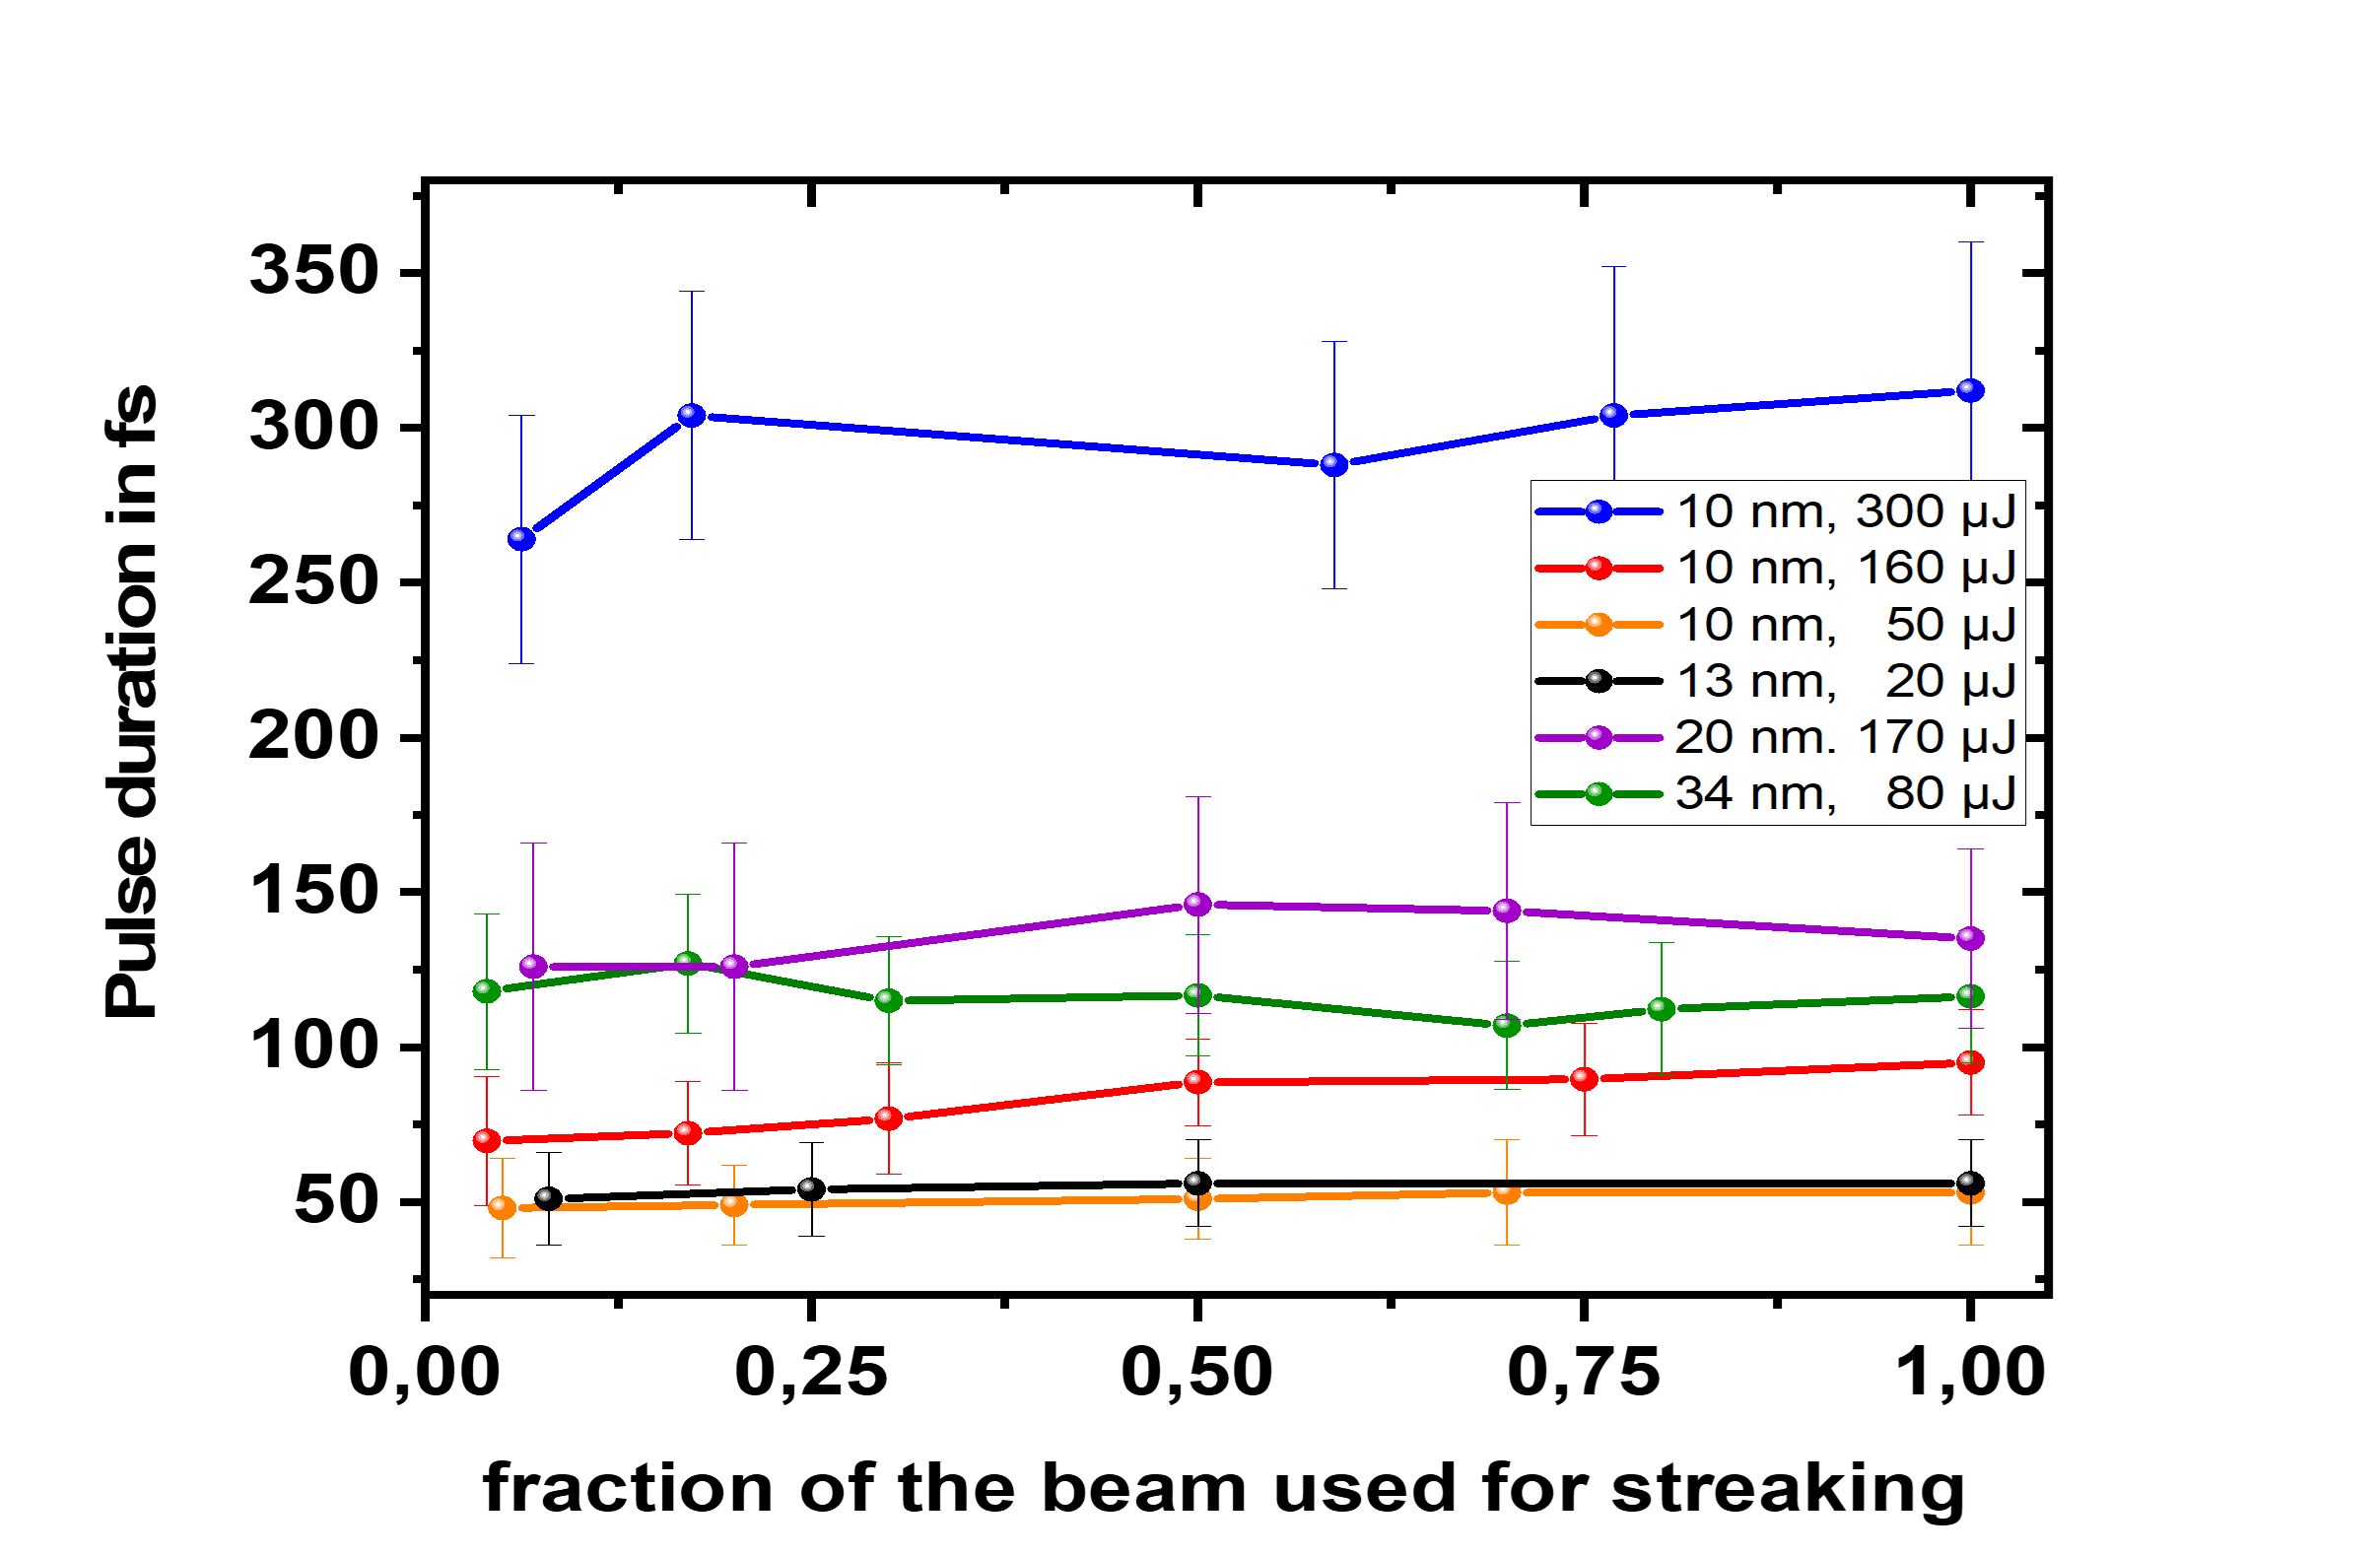 Pulse duration in fs
350
300
250
200
150
100
50
10 nm, 300 µJ
10 nm, 160 µJ
10 nm, 50 µJ
13 nm, 20 µJ
20 nm. 170 µJ
34 nm, 80 µJ
0,00 0,25 0,50 0,75 1,00
fraction of the beam used for streaking